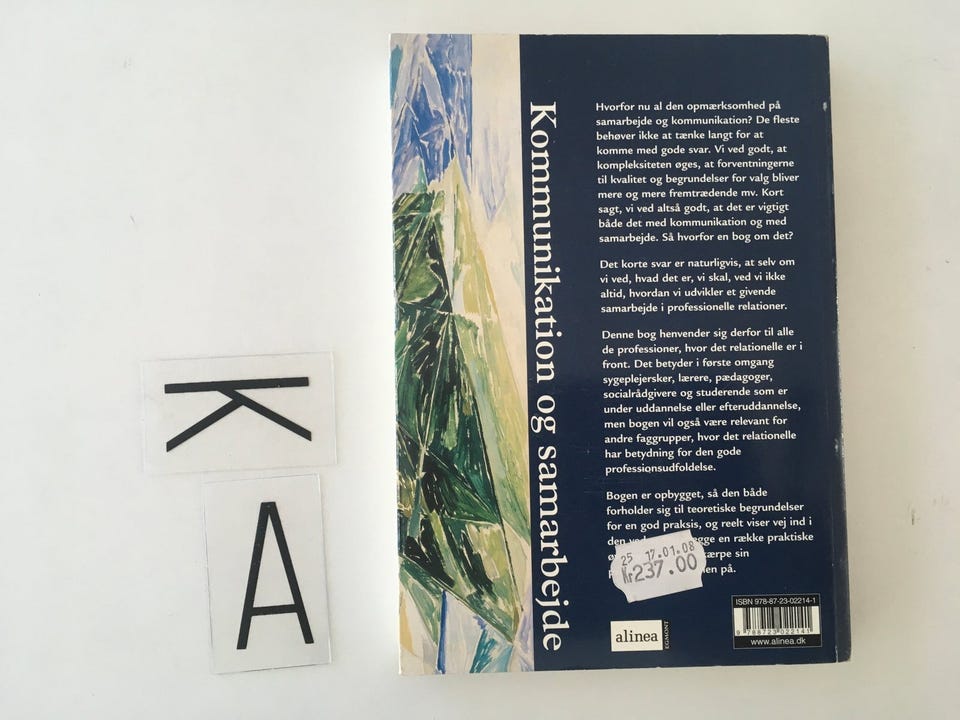 K
A
Kommunikation og samarbejde
Hvorfor nu al den opmærksomhed på
samarbejde og kommunikation? De fleste
behøver ikke at tænke langt for at
komme med gode svar. Vi ved godt, at
kompleksiteten øges, at forventningerne
til kvalitet og begrundelser for valg bliver
mere og mere fremtrædende mv. Kort
sagt, vi ved altså godt, at det er vigtigt
både det med kommunikation og med
samarbejde. Så hvorfor en bog om det?
Det korte svar er naturligvis, at selv om
vi ved, hvad det er, vi skal, ved vi ikke
altid, hvordan vi udvikler et givende
samarbejde i professionelle relationer.
Denne bog henvender sig derfor til alle
de professioner, hvor det relationelle er i
front. Det betyder i første omgang
sygeplejersker, lærere, pædagoger,
socialrådgivere og studerende som er
under uddannelse eller efteruddannelse,
men bogen vil også være relevant for
andre faggrupper, hvor det relationelle
har betydning for den gode
professionsudfoldelse.
Bogen er opbygget, så den både
forholder sig til teoretiske begrundelser
for en god praksis, og reelt viser vej ind i
den en række praktiske
sin
på.
25 17.01.08
Kr237.00
alinea
EGMONT
ISBN 978-87-23-02214-1
9 788723 022141
www.alinea.dk